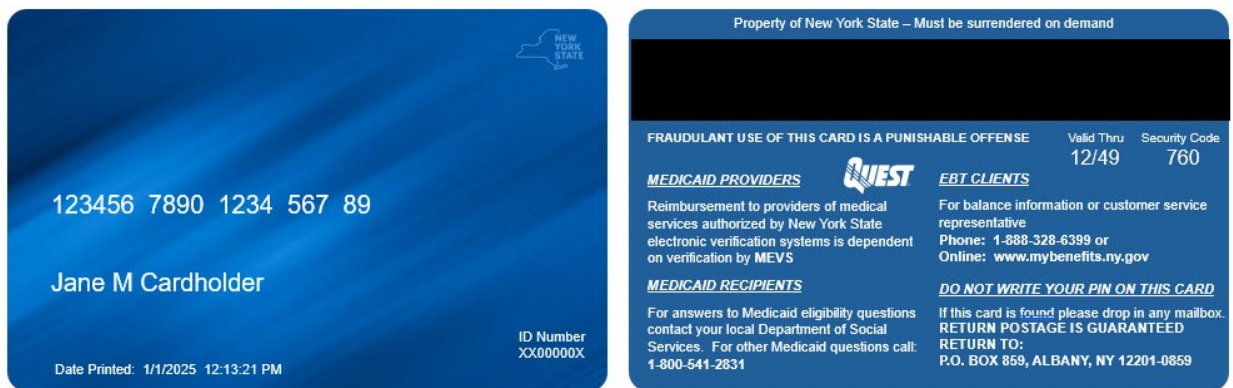 NEW
YORK
STATE
123456 7890 1234 567 89
Jane M Cardholder
ID Number
XX00000X
Date Printed: 1/1/2025 12:13:21 PM
Property of New York State – Must be surrendered on demand
FRAUDULANT USE OF THIS CARD IS A PUNISHABLE OFFENSE
Valid Thru
12/49
Security Code
760
MEDICAID PROVIDERS
QUEST
Reimbursement to providers of medical
services authorized by New York State
electronic verification systems is dependent
on verification by MEVS
MEDICAID RECIPIENTS
For answers to Medicaid eligibility questions
contact your local Department of Social
Services. For other Medicaid questions call:
1-800-541-2831
EBT CLIENTS
For balance information or customer service
representative
Phone: 1-888-328-6399 or
Online: www.mybenefits.ny.gov
DO NOT WRITE YOUR PIN ON THIS CARD
If this card is found please drop in any mailbox.
RETURN POSTAGE IS GUARANTEED
RETURN TO:
P.O. BOX 859, ALBANY, NY 12201-0859